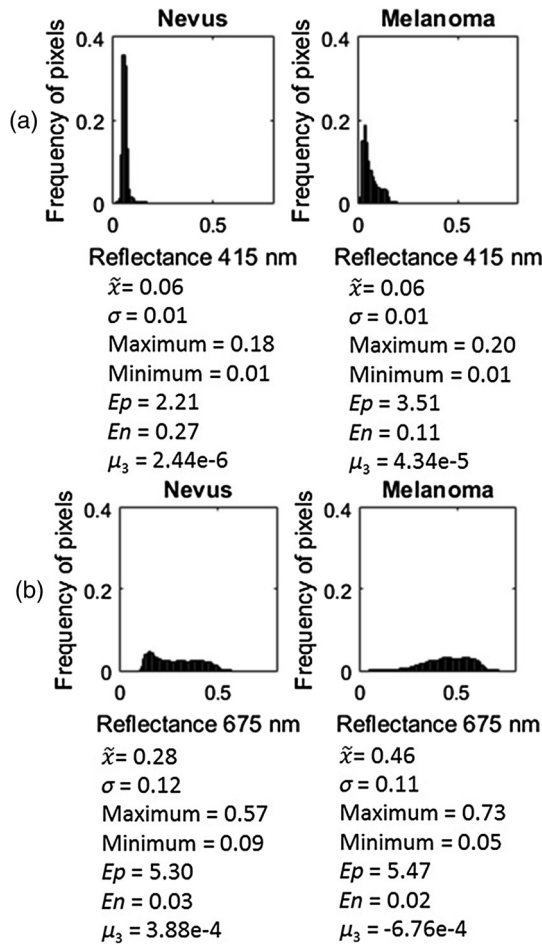 Nevus Melanoma
(a)
Frequency of pixels Frequency of pixels
0.4 0.4
0.2 0.2
0 0
0 0.5 0 0.5
Reflectance 415 nm Reflectance 415 nm
x̃= 0.06 x̃= 0.06
σ = 0.01 σ = 0.01
Maximum = 0.18 Maximum = 0.20
Minimum = 0.01 Minimum = 0.01
Ep = 2.21 Ep = 3.51
En = 0.27 En = 0.11
μ₃ = 2.44e-6 μ₃ = 4.34e-5
Nevus Melanoma
(b)
Frequency of pixels Frequency of pixels
0.4 0.4
0.2 0.2
0 0
0 0.5 0 0.5
Reflectance 675 nm Reflectance 675 nm
x̃= 0.28 x̃= 0.46
σ = 0.12 σ = 0.11
Maximum = 0.57 Maximum = 0.73
Minimum = 0.09 Minimum = 0.05
Ep = 5.30 Ep = 5.47
En = 0.03 En = 0.02
μ₃ = 3.88e-4 μ₃ = -6.76e-4